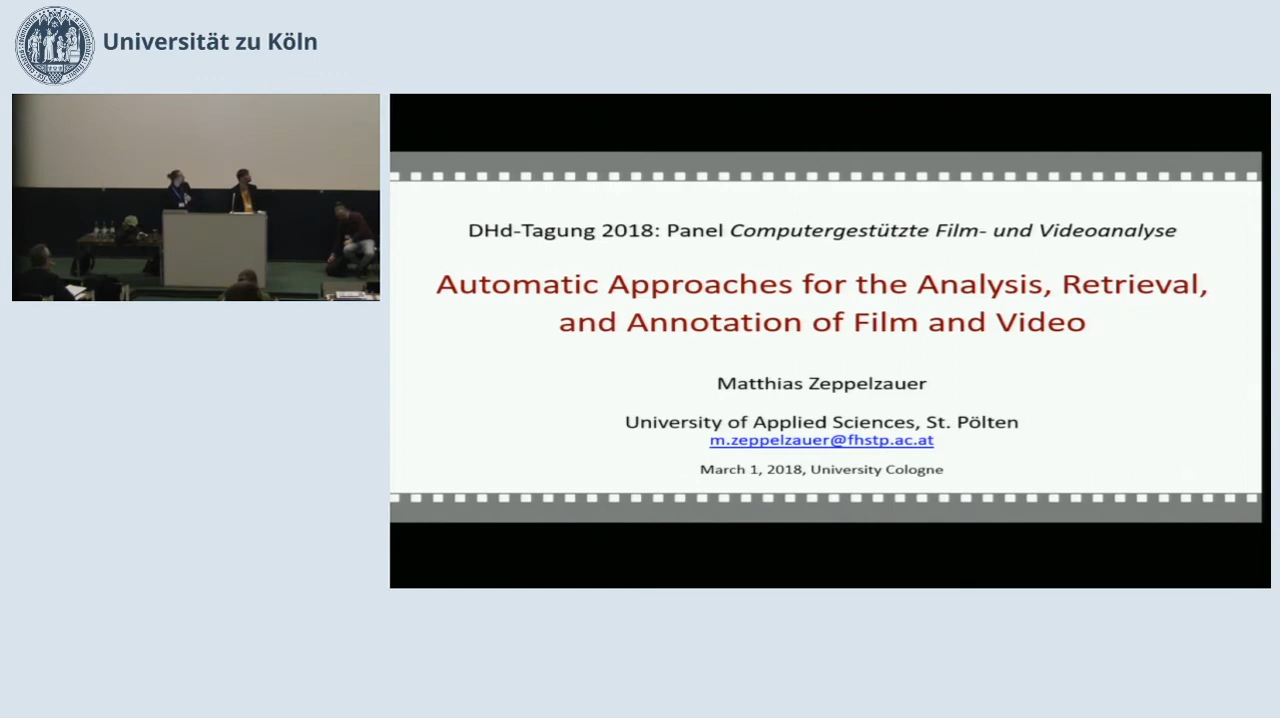 Universität zu Köln
DHd-Tagung 2018: Panel Computergestützte Film- und Videoanalyse
Automatic Approaches for the Analysis, Retrieval,
and Annotation of Film and Video
Matthias Zeppelzauer
University of Applied Sciences, St. Pölten
m.zeppelzauer@fhstp.ac.at
March 1, 2018, University Cologne